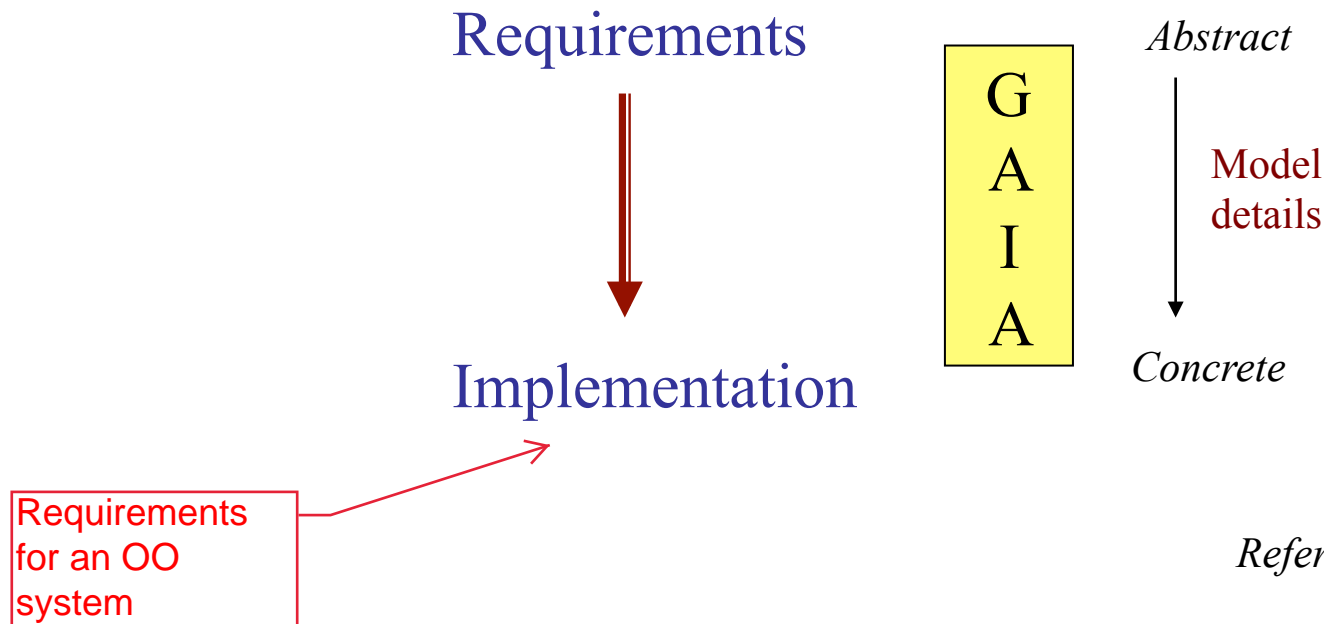 Requirements
Abstract
G
A
I
A
Model
details
Concrete
Implementation
Requirements
for an OO
system